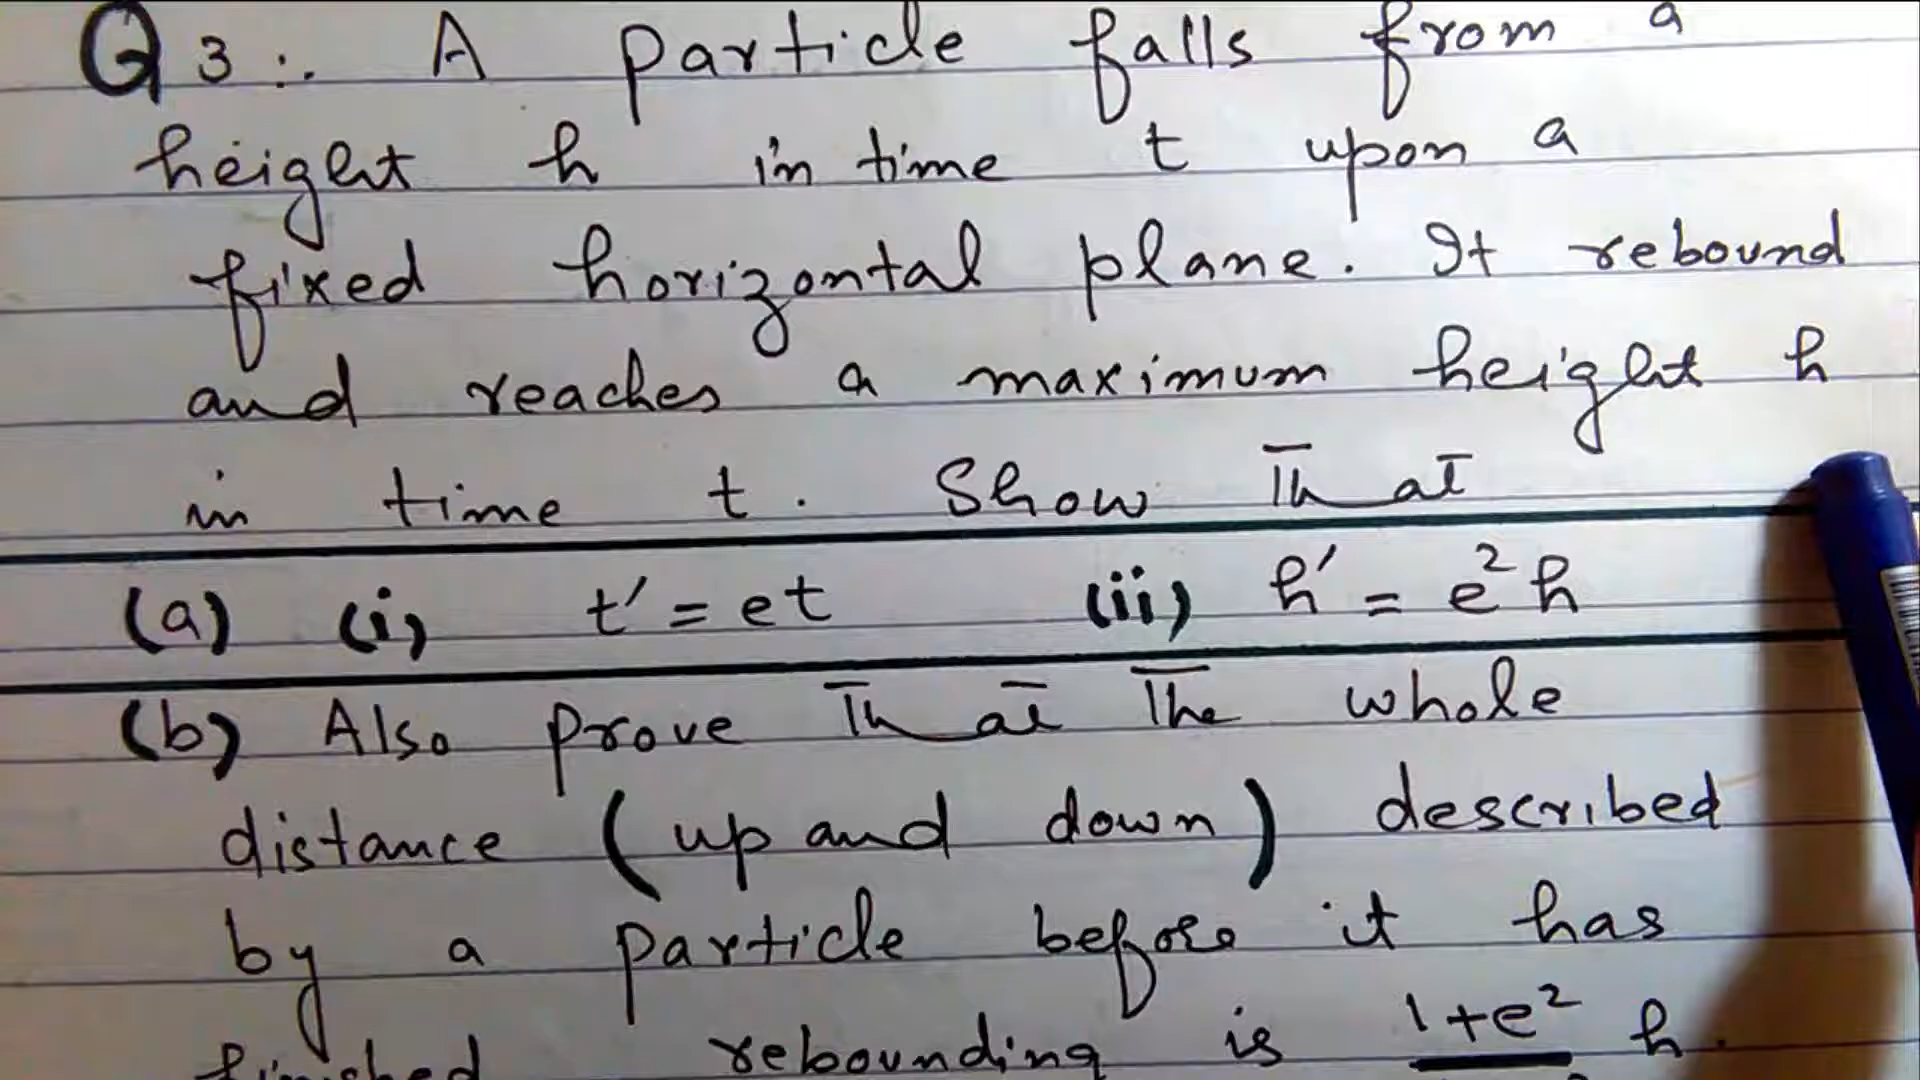 Q3:. A particle falls from a
height h in time t upon a
fixed horizontal plane. It rebound
and reaches a maximum height h
in time t. Show That
(a) (i) t' = et (ii) h' = e²h
(b) Also prove That The whole
distance (up and down) described
by a particle before it has
finished rebounding is 1+e² h.